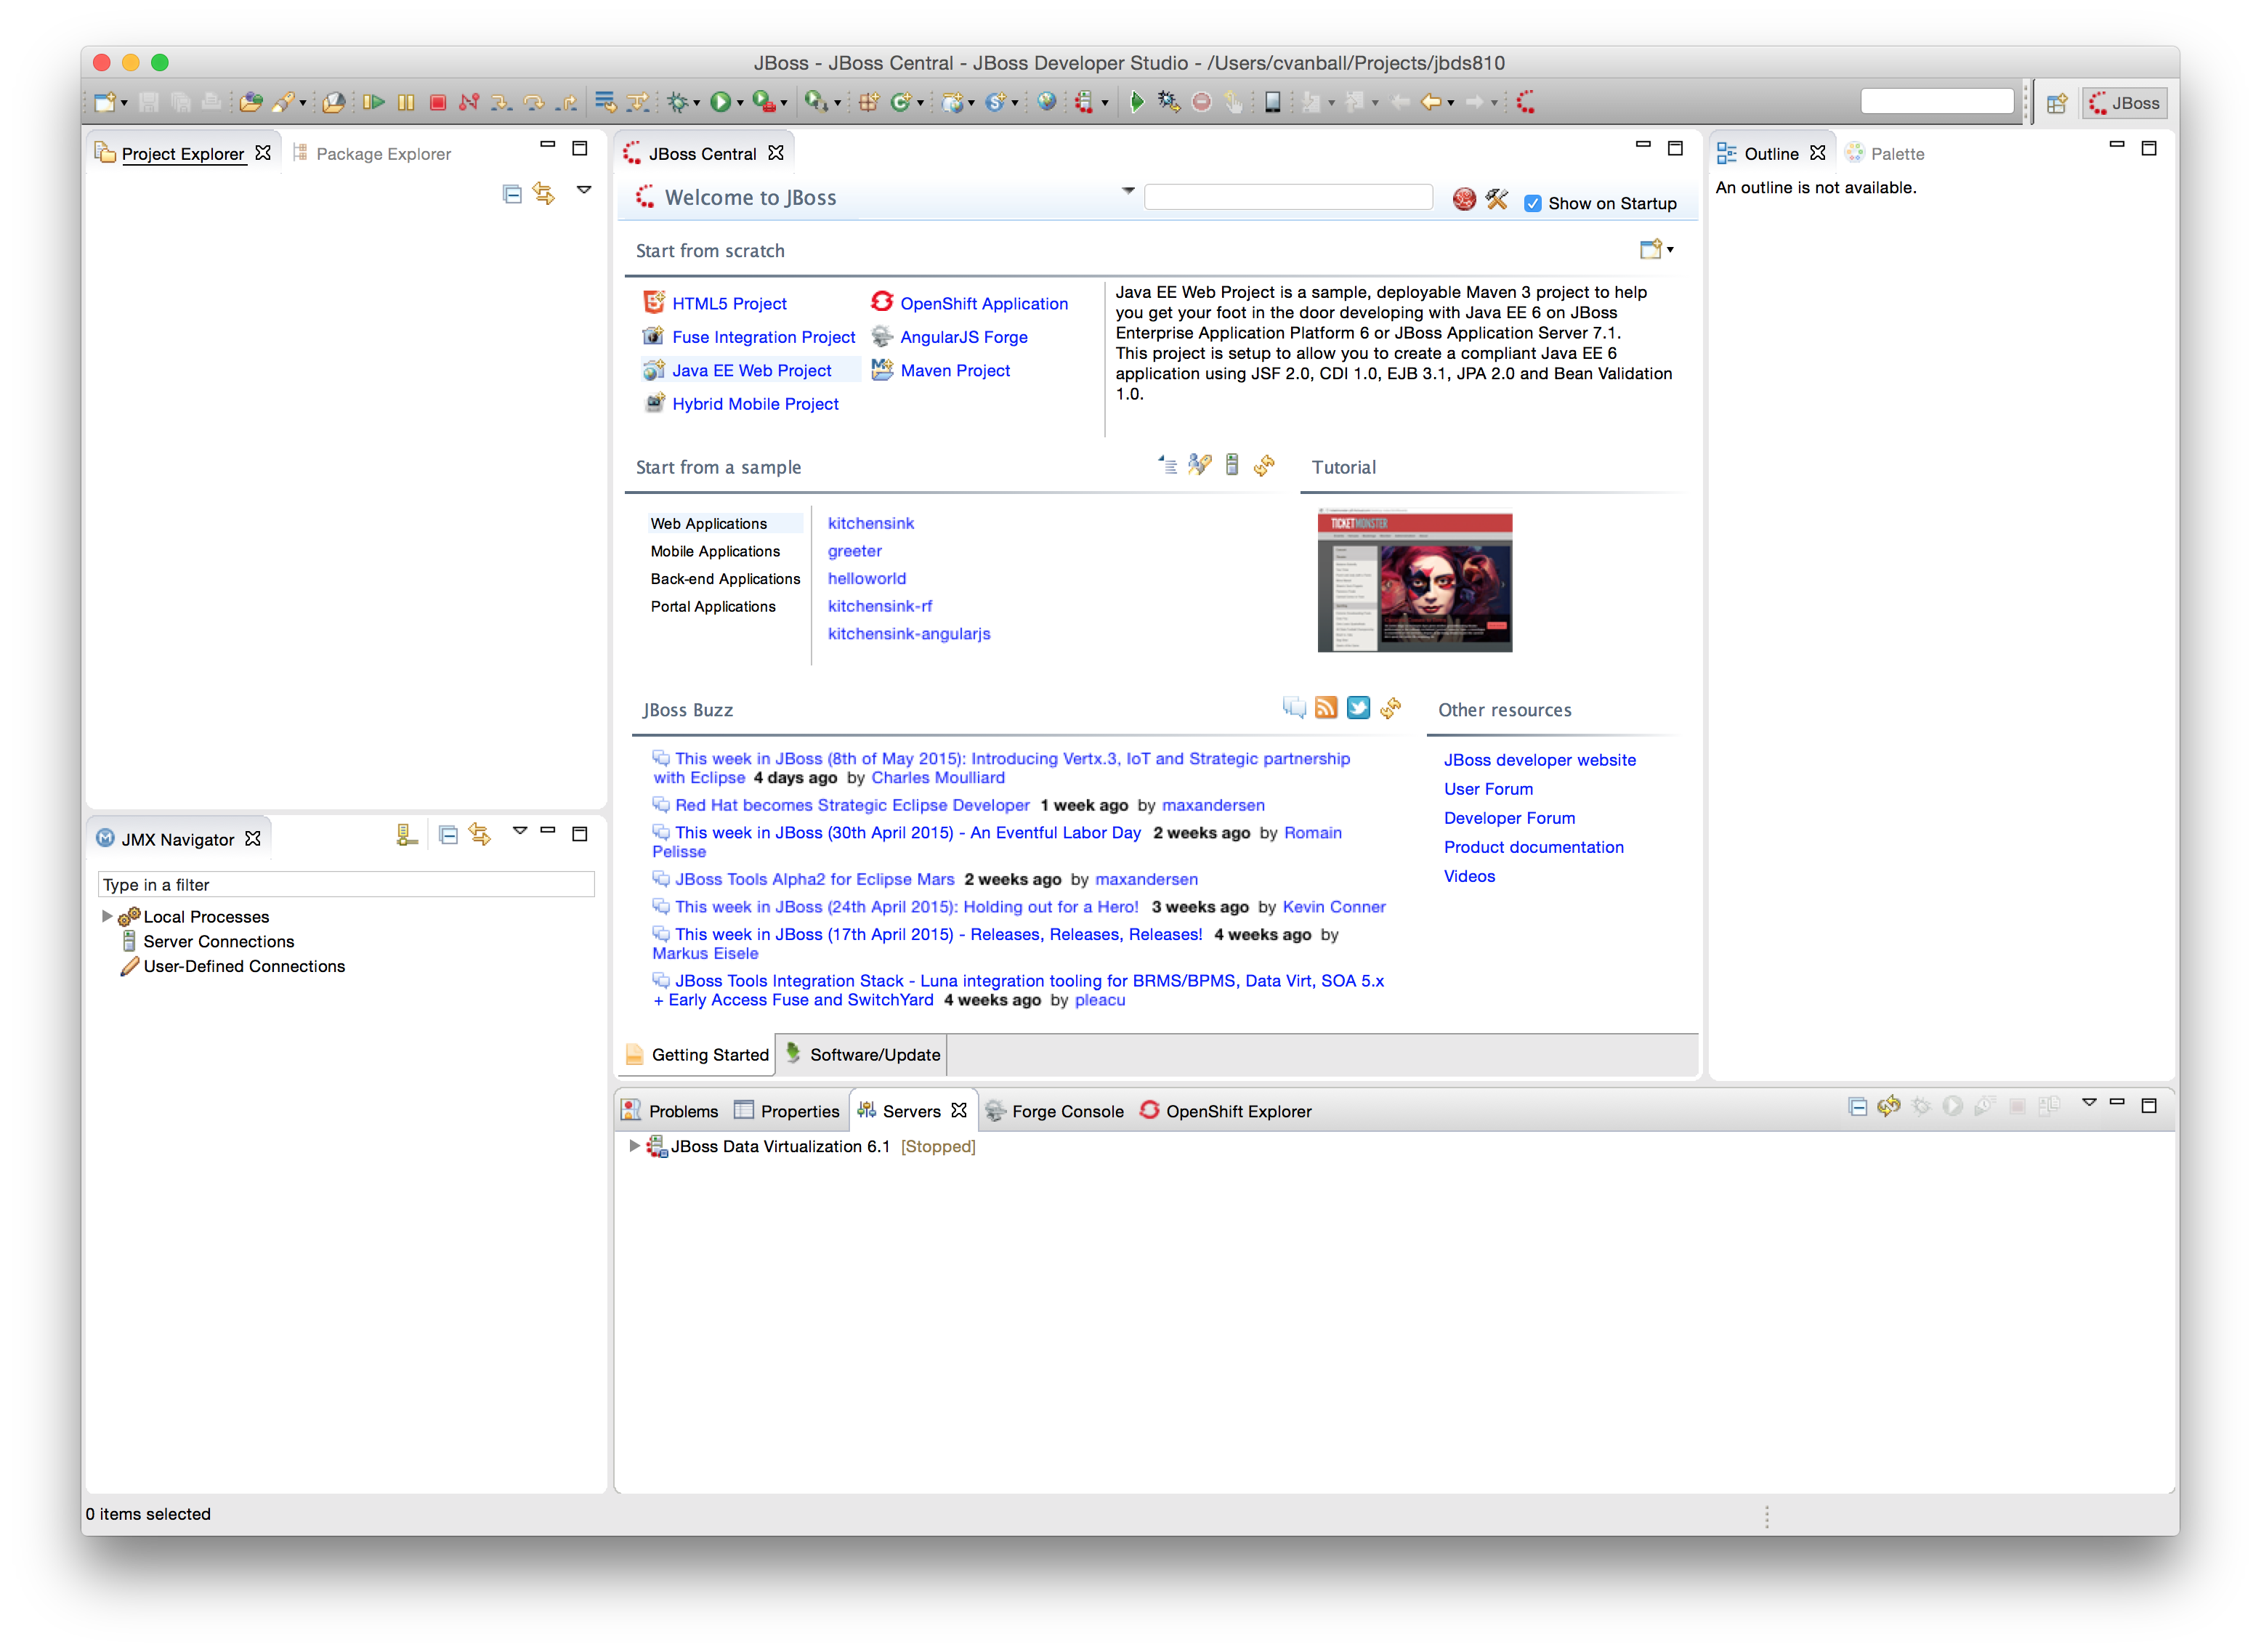 JBoss - JBoss Central - JBoss Developer Studio - /Users/cvanball/Projects/jbds810
JBoss
Project Explorer
Package Explorer
JBoss Central
Welcome to JBoss
Show on Startup
Start from scratch
HTML5 Project
OpenShift Application
Fuse Integration Project
AngularJS Forge
Java EE Web Project
Maven Project
Hybrid Mobile Project
Java EE Web Project is a sample, deployable Maven 3 project to help
you get your foot in the door developing with Java EE 6 on JBoss
Enterprise Application Platform 6 or JBoss Application Server 7.1.
This project is setup to allow you to create a compliant Java EE 6
application using JSF 2.0, CDI 1.0, EJB 3.1, JPA 2.0 and Bean Validation
1.0.
Start from a sample
Web Applications
Mobile Applications
Back-end Applications
Portal Applications
kitchensink
greeter
helloworld
kitchensink-rf
kitchensink-angularjs
Tutorial
TICKETMONSTER
JBoss Buzz
This week in JBoss (8th of May 2015): Introducing Vertx.3, IoT and Strategic partnership
with Eclipse 4 days ago by Charles Moulliard
Red Hat becomes Strategic Eclipse Developer 1 week ago by maxandersen
This week in JBoss (30th April 2015) - An Eventful Labor Day 2 weeks ago by Romain
Pelisse
JBoss Tools Alpha2 for Eclipse Mars 2 weeks ago by maxandersen
This week in JBoss (24th April 2015): Holding out for a Hero! 3 weeks ago by Kevin Conner
This week in JBoss (17th April 2015) - Releases, Releases, Releases! 4 weeks ago by
Markus Eisele
JBoss Tools Integration Stack - Luna integration tooling for BRMS/BPMS, Data Virt, SOA 5.x
+ Early Access Fuse and SwitchYard 4 weeks ago by pleacu
Other resources
JBoss developer website
User Forum
Developer Forum
Product documentation
Videos
Getting Started
Software/Update
Outline
Palette
An outline is not available.
JMX Navigator
Type in a filter
Local Processes
Server Connections
User-Defined Connections
Problems
Properties
Servers
Forge Console
OpenShift Explorer
JBoss Data Virtualization 6.1 [Stopped]
0 items selected